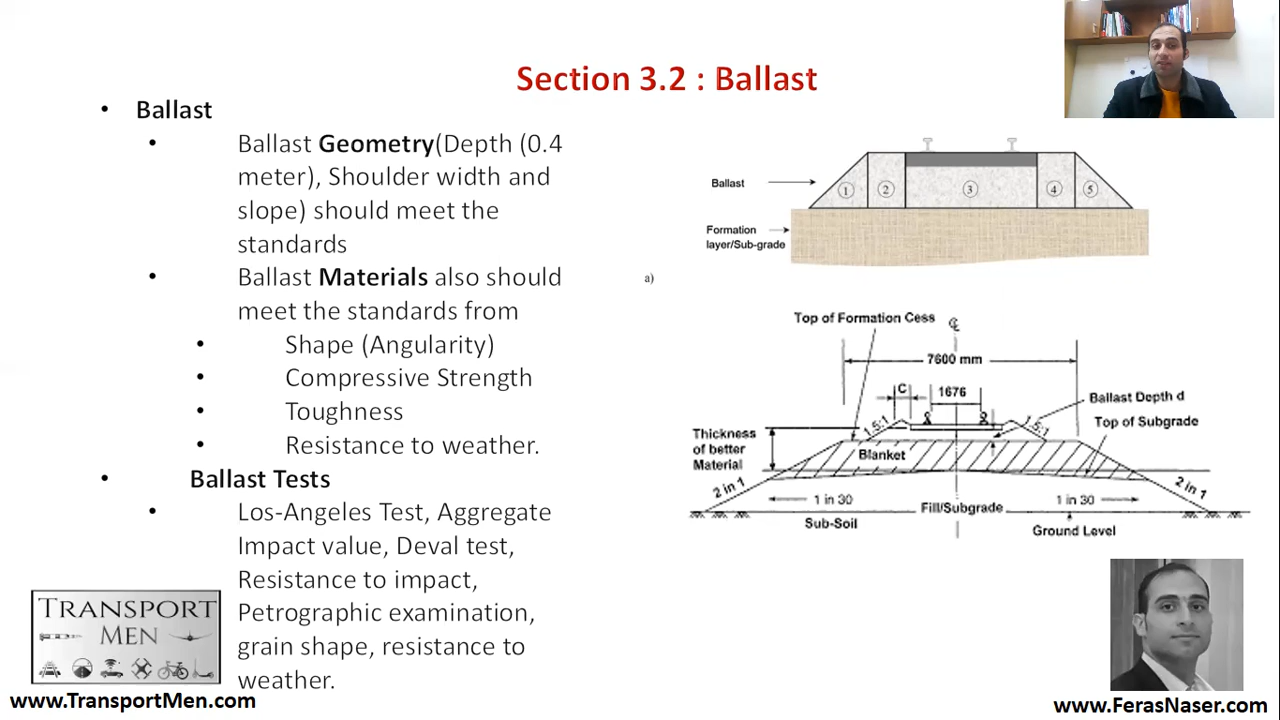 Section 3.2 : Ballast
• Ballast
• Ballast Geometry(Depth (0.4
meter), Shoulder width and
slope) should meet the
standards
• Ballast Materials also should
meet the standards from
• Shape (Angularity)
• Compressive Strength
• Toughness
• Resistance to weather.
• Ballast Tests
• Los-Angeles Test, Aggregate
Impact value, Deval test,
Resistance to impact,
Petrographic examination,
grain shape, resistance to
weather.
Ballast
1 2 3 4 5
Formation
layer/Sub-grade
a)
Top of Formation Cess
7600 mm
C
1676
Ballast Depth d
Top of Subgrade
1.5:1
1.5:1
Thickness
of better
Material
Blanket
2 in 1
2 in 1
1 in 30
1 in 30
Fill/Subgrade
Sub-Soil
Ground Level
TRANSPORT
MEN
www.TransportMen.com
www.FerasNaser.com